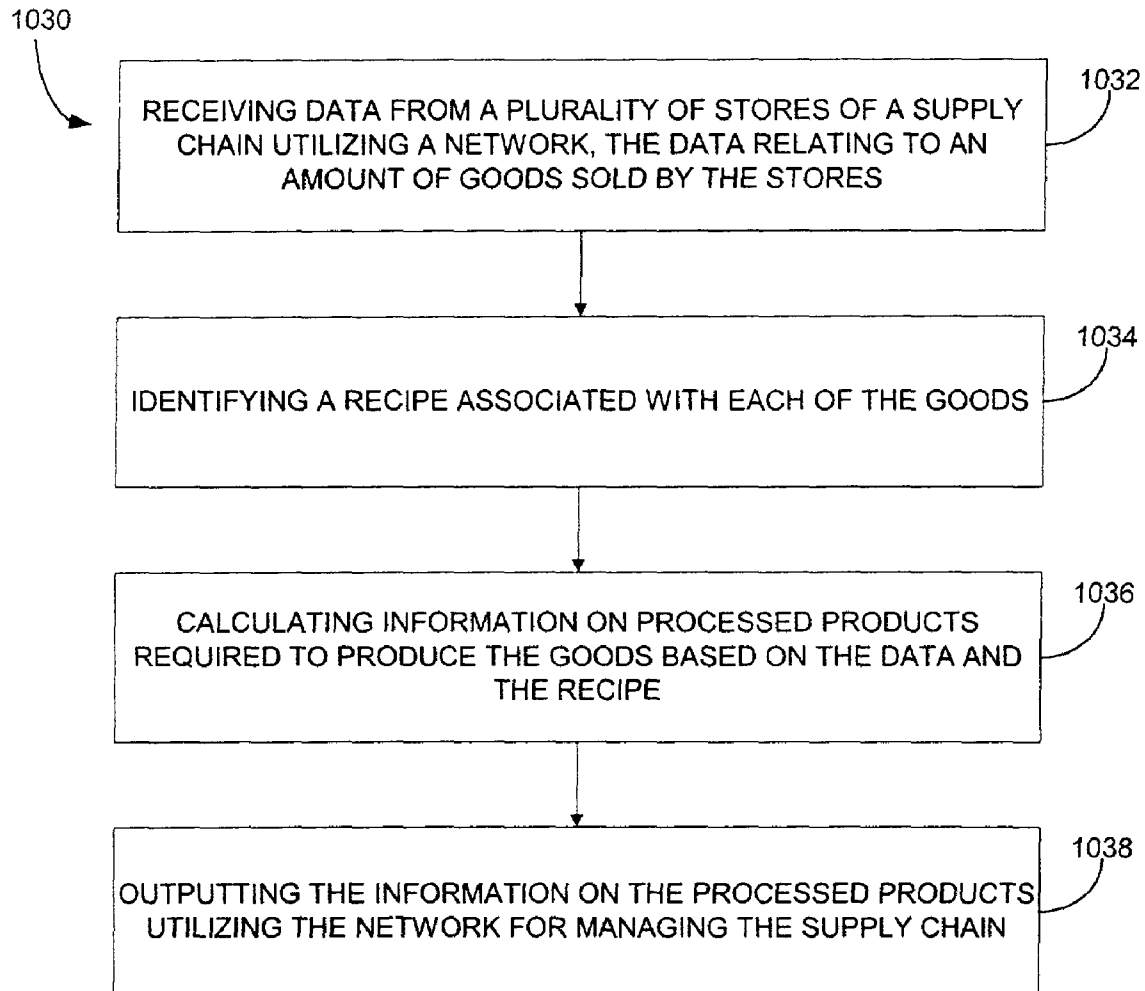 1030
1032
RECEIVING DATA FROM A PLURALITY OF STORES OF A SUPPLY
CHAIN UTILIZING A NETWORK, THE DATA RELATING TO AN
AMOUNT OF GOODS SOLD BY THE STORES
1034
IDENTIFYING A RECIPE ASSOCIATED WITH EACH OF THE GOODS
1036
CALCULATING INFORMATION ON PROCESSED PRODUCTS
REQUIRED TO PRODUCE THE GOODS BASED ON THE DATA AND
THE RECIPE
1038
OUTPUTTING THE INFORMATION ON THE PROCESSED PRODUCTS
UTILIZING THE NETWORK FOR MANAGING THE SUPPLY CHAIN